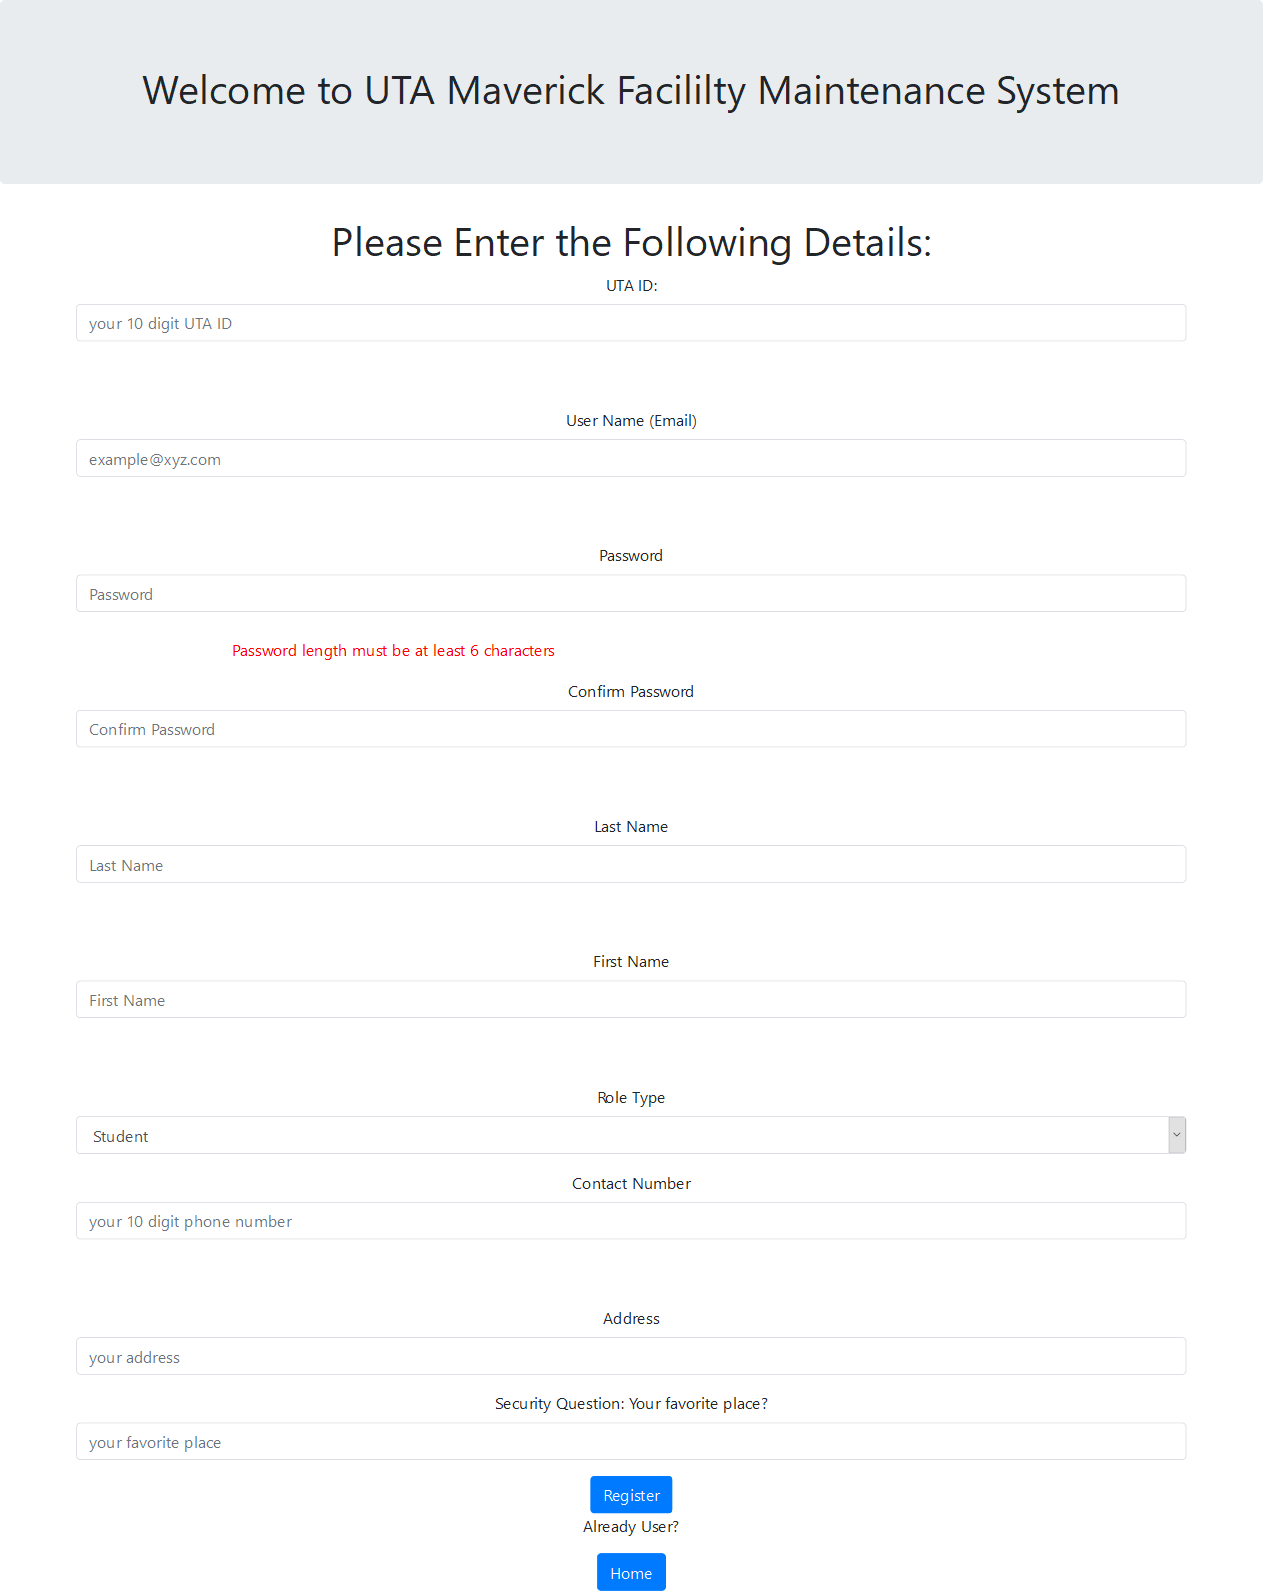 Welcome to UTA Maverick Facililty Maintenance System
Please Enter the Following Details:
UTA ID:
your 10 digit UTA ID
User Name (Email)
example@xyz.com
Password
Password
Password length must be at least 6 characters
Confirm Password
Confirm Password
Last Name
Last Name
First Name
First Name
Role Type
Student
Contact Number
your 10 digit phone number
Address
your address
Security Question: Your favorite place?
your favorite place
Register
Already User?
Home